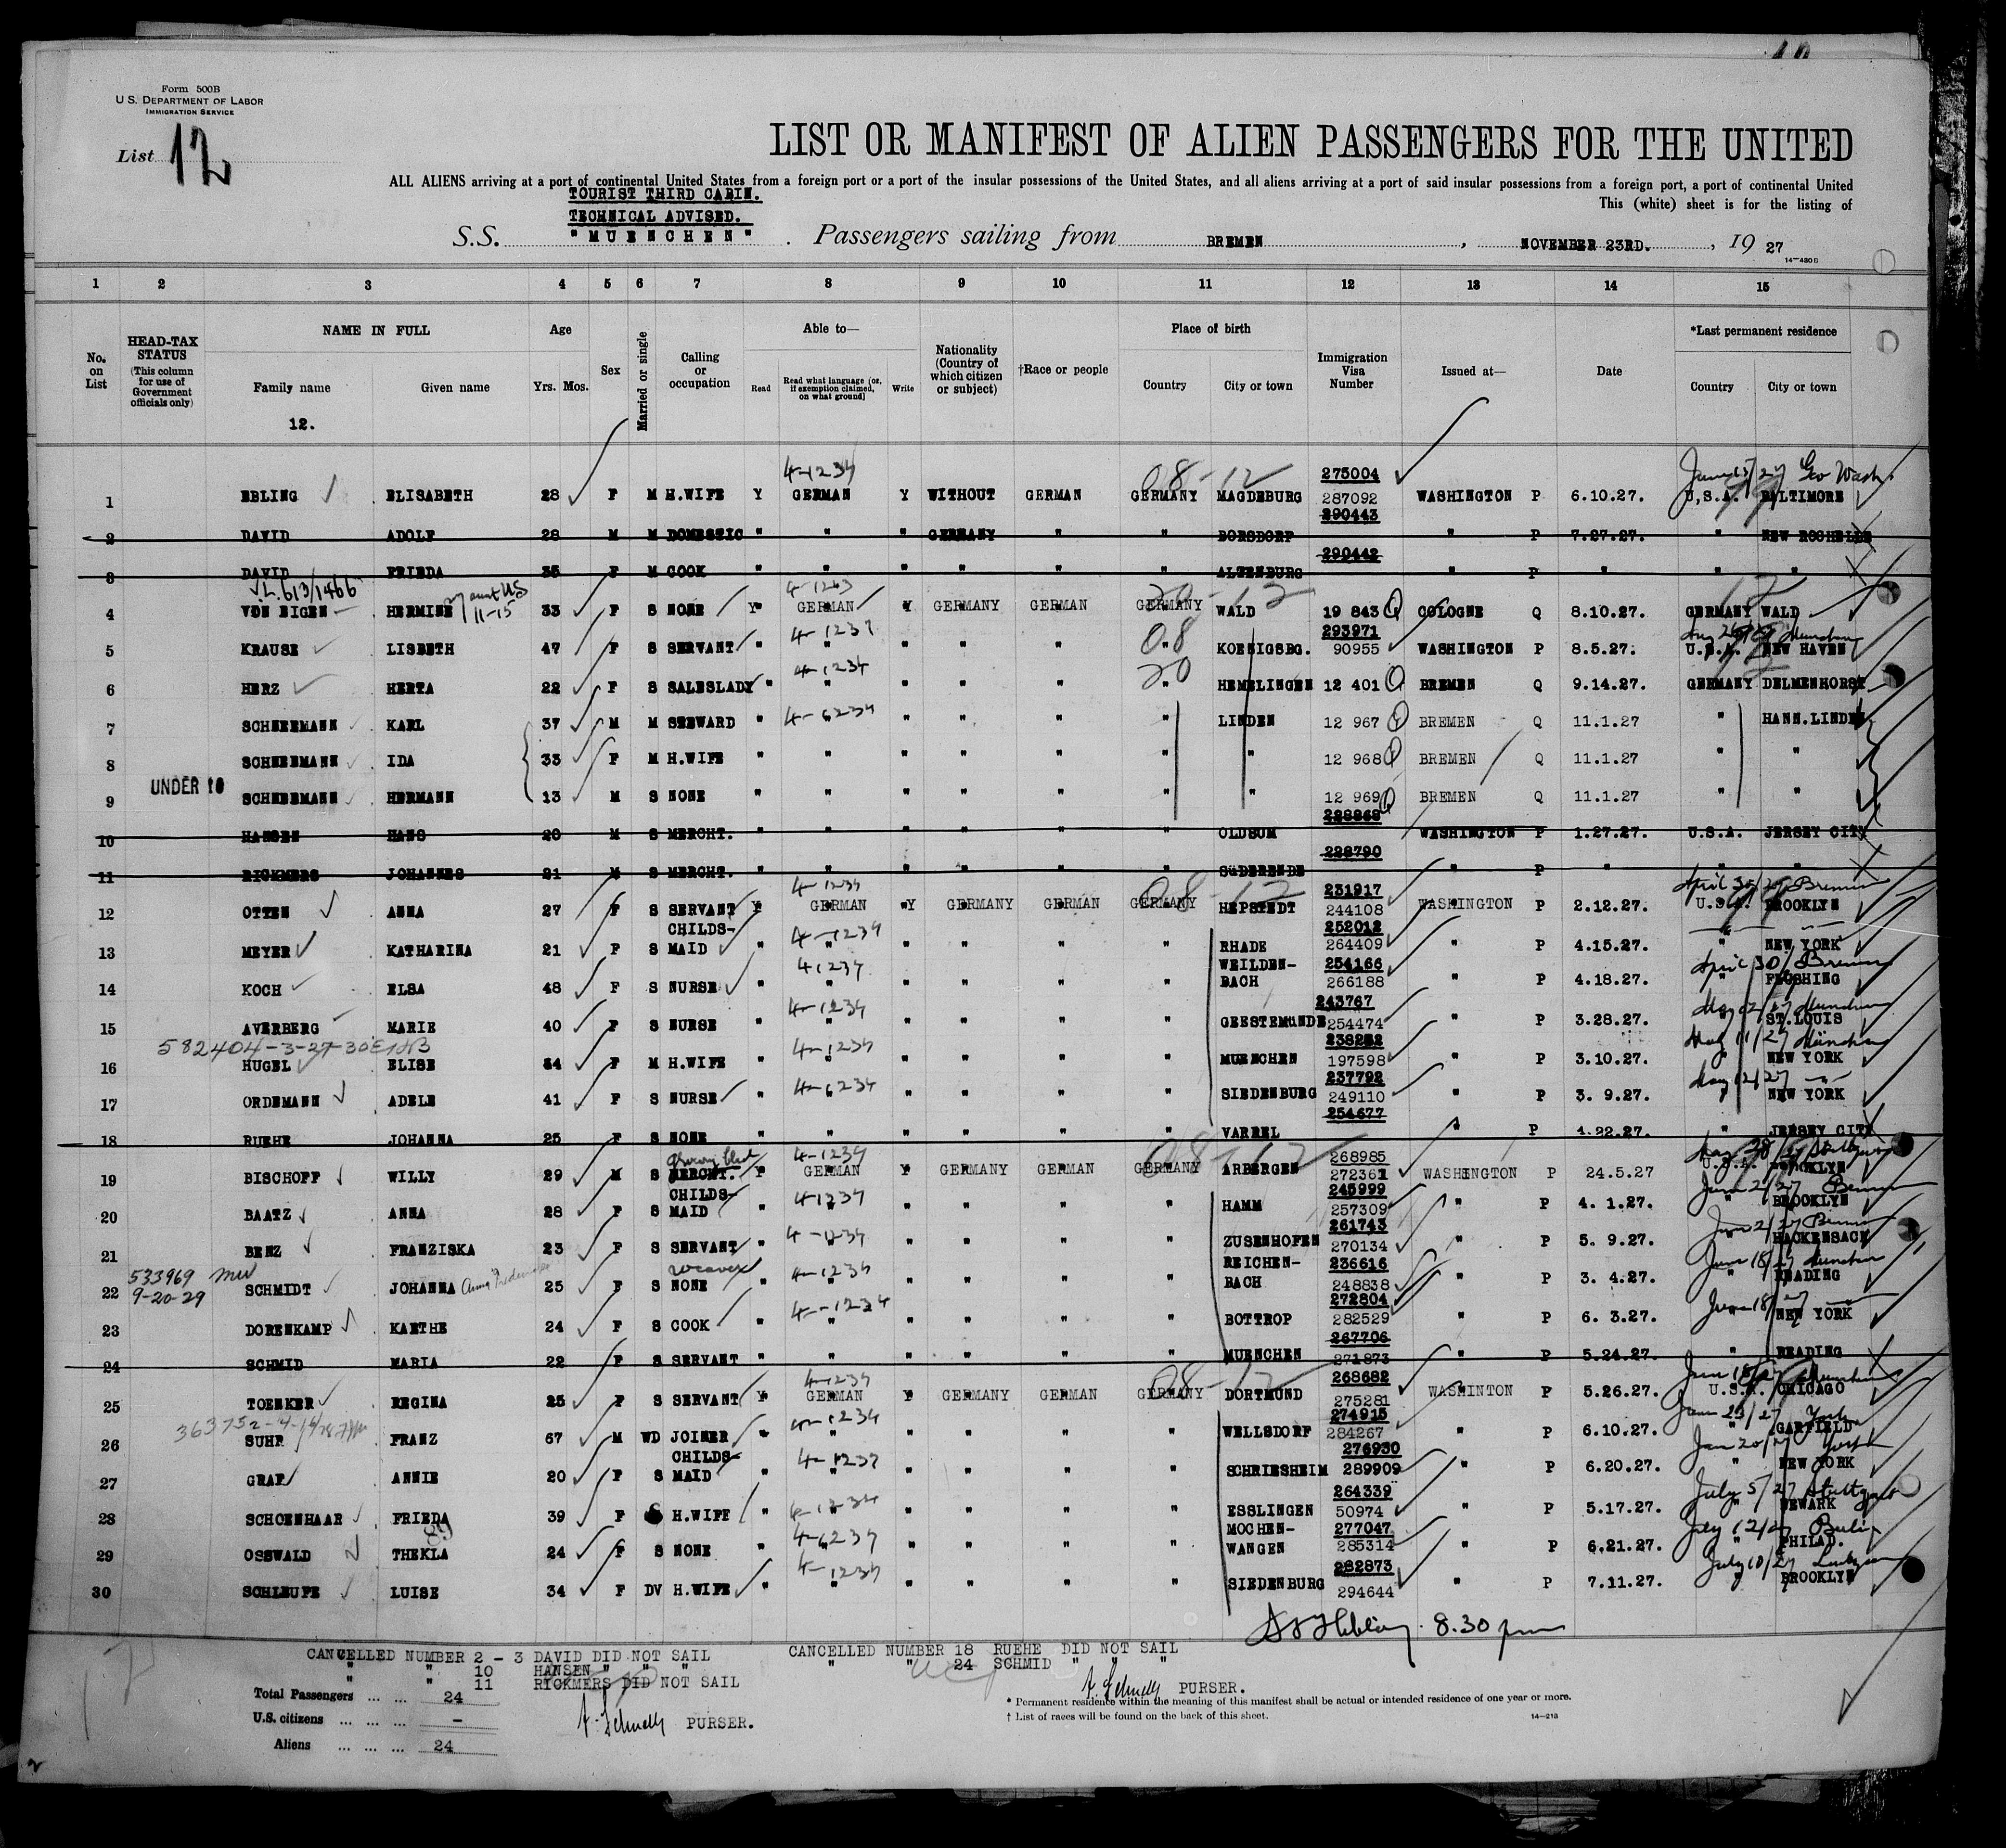 Form 500B
U.S. DEPARTMENT OF LABOR
IMMIGRATION SERVICE
List 12
LIST OR MANIFEST OF ALIEN PASSENGERS FOR THE UNITED
ALL ALIENS arriving at a port of continental United States from a foreign port or a port of the insular possessions of the United States, and all aliens arriving at a port of said insular possessions from a foreign port, a port of continental United
This (white) sheet is for the listing of
TOURIST THIRD CABIN.
TECHNICAL ADVISED.
S.S. "MUENCHEN". Passengers sailing from BREMEN, NOVEMBER 23RD., 19 27
14-430B
1 2 3 4 5 6 7 8 9 10 11 12 13 14 15
No. on List
HEAD-TAX STATUS (This column for use of Government officials only)
NAME IN FULL Family name Given name
12.
Age Yrs. Mos.
Sex
Married or single
Calling or occupation
Able to— Read Read what language (or, if exemption claimed, on what ground) Write
Nationality (Country of which citizen or subject)
†Race or people
Place of birth Country City or town
Immigration Visa Number
Issued at—
Date
*Last permanent residence Country City or town
1 EBLING ELISABETH 28 F M H.WIFE Y GERMAN 4-1234 Y WITHOUT GERMAN GERMANY MAGDEBURG 275004 287092 WASHINGTON P 6.10.27. U.S.A. BALTIMORE
2 DAVID ADOLF 28 M M DOMESTIC " " " GERMANY " " BORSDORF 290443 " P 7.27.27. " NEW ROCHELLE
3 DAVID FRIEDA 35 F M COOK " " " " " " ALTENBURG 290442 " P " " "
4 VON EIGEN HERMINE 33 F S NONE Y GERMAN Y GERMANY GERMAN GERMANY WALD 19 843 COLOGNE Q 8.10.27. GERMANY WALD
5 KRAUSE LISBETH 47 F S SERVANT " " " " " " KOENIGSBG. 293971 90955 WASHINGTON P 8.5.27. U.S.A. NEW HAVEN
6 HERZ HERTA 22 F S SALESLADY " " " " " " HEMELINGEN 12 401 BREMEN Q 9.14.27. GERMANY DELMENHORST
7 SCHNEEMANN KARL 37 M M STEWARD " " " " " " LINDEN 12 967 BREMEN Q 11.1.27 " HANN.LINDEN
8 SCHNEEMANN IDA 33 F M H.WIFE " " " " " " " 12 968 BREMEN Q 11.1.27 " "
UNDER 16
9 SCHNEEMANN HERMANN 13 M S NONE " " " " " " " 12 969 BREMEN Q 11.1.27 " "
10 HANSEN HANS 20 M S MERCHT. " " " " " " OLDSUM 228868 WASHINGTON P 1.27.27. U.S.A. JERSEY CITY
11 RICKMERS JOHANNES 21 M S MERCHT. " " " " " " SüDERENDE 228790 " P " " "
12 OTTEN ANNA 27 F S SERVANT Y GERMAN Y GERMANY GERMAN GERMANY HEPSTEDT 231917 244108 WASHINGTON P 2.12.27. U.S.A. BROOKLYN
13 MEYER KATHARINA 21 F S CHILDS-MAID " " " " " " RHADE 252012 264409 " P 4.15.27. " NEW YORK
14 KOCH ELSA 48 F S NURSE " " " " " " WEILDEN-BACH 254166 266188 " P 4.18.27. " FLUSHING
15 AVERBERG MARIE 40 F S NURSE " " " " " " GEESTEMüNDE 243767 254474 " P 3.28.27. " ST.LOUIS
16 HUGEL ELISE 34 F M H.WIFE " " " " " " MUENCHEN 238252 197598 " P 3.10.27. " NEW YORK
17 ORDEMANN ADELE 41 F S NURSE " " " " " " SIEDENBURG 237792 249110 " P 3. 9.27. " NEW YORK
18 RUEHE JOHANNA 25 F S NONE " " " " " " VAREL 254677 " P 4.22.27. " JERSEY CITY
19 BISCHOFF WILLY 29 M S MERCHT. Y GERMAN Y GERMANY GERMAN GERMANY ARBERGEN 268985 272361 WASHINGTON P 24.5.27 U.S.A. BROOKLYN
20 BAATZ ANNA 28 F S CHILDS-MAID " " " " " " HAMM 245999 257309 " P 4. 1.27. " BROOKLYN
21 BENZ FRANZISKA 23 F S SERVANT " " " " " " ZUSENHOFEN 261743 270134 " P 5. 9.27. " HACKENSACK
533969
9-20-29
22 SCHMIDT JOHANNA 25 F S NONE weaver " " " " " " REICHEN-BACH 236616 248838 " P 3. 4.27. " READING
23 DORENKAMP KAETHE 24 F S COOK " " " " " " BOTTROP 272804 282529 " P 6. 3.27. " NEW YORK
24 SCHMID MARIA 22 F S SERVANT " " " " " " MUENCHEN 267706 271873 " P 5.24.27. " READING
25 TOENKER REGINA 25 F S SERVANT Y GERMAN Y GERMANY GERMAN GERMANY DORTMUND 268682 275281 WASHINTON P 5.26.27. U.S.A. CHICAGO
26 SUHR FRANZ 67 M WD JOINER " " " " " " WELLSDORF 274915 284267 " P 6.10.27. " GARFIELD
27 GRAF ANNIE 20 F S CHILDS-MAID " " " " " " SCHRIESHEIM 276930 289909 " P 6.20.27. " NEW YORK
28 SCHOENHAAR FRIEDA 39 F S H.WIFE " " " " " " ESSLINGEN 264339 50974 " P 5.17.27. " NEWARK
29 OSSWALD THEKLA 24 F S NONE " " " " " " MOCHEN-WANGEN 277047 285314 " P 6.21.27. " PHILAD.
30 SCHLEUFE LUISE 34 F DV H.WIFE " " " " " " SIEDENBURG 282873 294644 " P 7.11.27. " BROOKLYN
8.30 pm
CANCELLED NUMBER 2 - 3 DAVID DID NOT SAIL
" " 10 HANSEN " " "
" " 11 RICKMERS DID NOT SAIL
CANCELLED NUMBER 18 RUEHE DID NOT SAIL
" " 24 SCHMID " " "
PURSER.
Total Passengers ... ... 24
U.S. citizens ... ... ... -
Aliens ... ... ... 24
PURSER.
* Permanent residence within the meaning of this manifest shall be actual or intended residence of one year or more.
† List of races will be found on the back of this sheet.
14-213